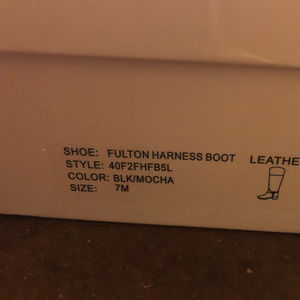 SHOE: FULTON HARNESS BOOT LEATHE
STYLE: 40F2FHFB5L
COLOR: BLK/MOCHA
SIZE: 7M